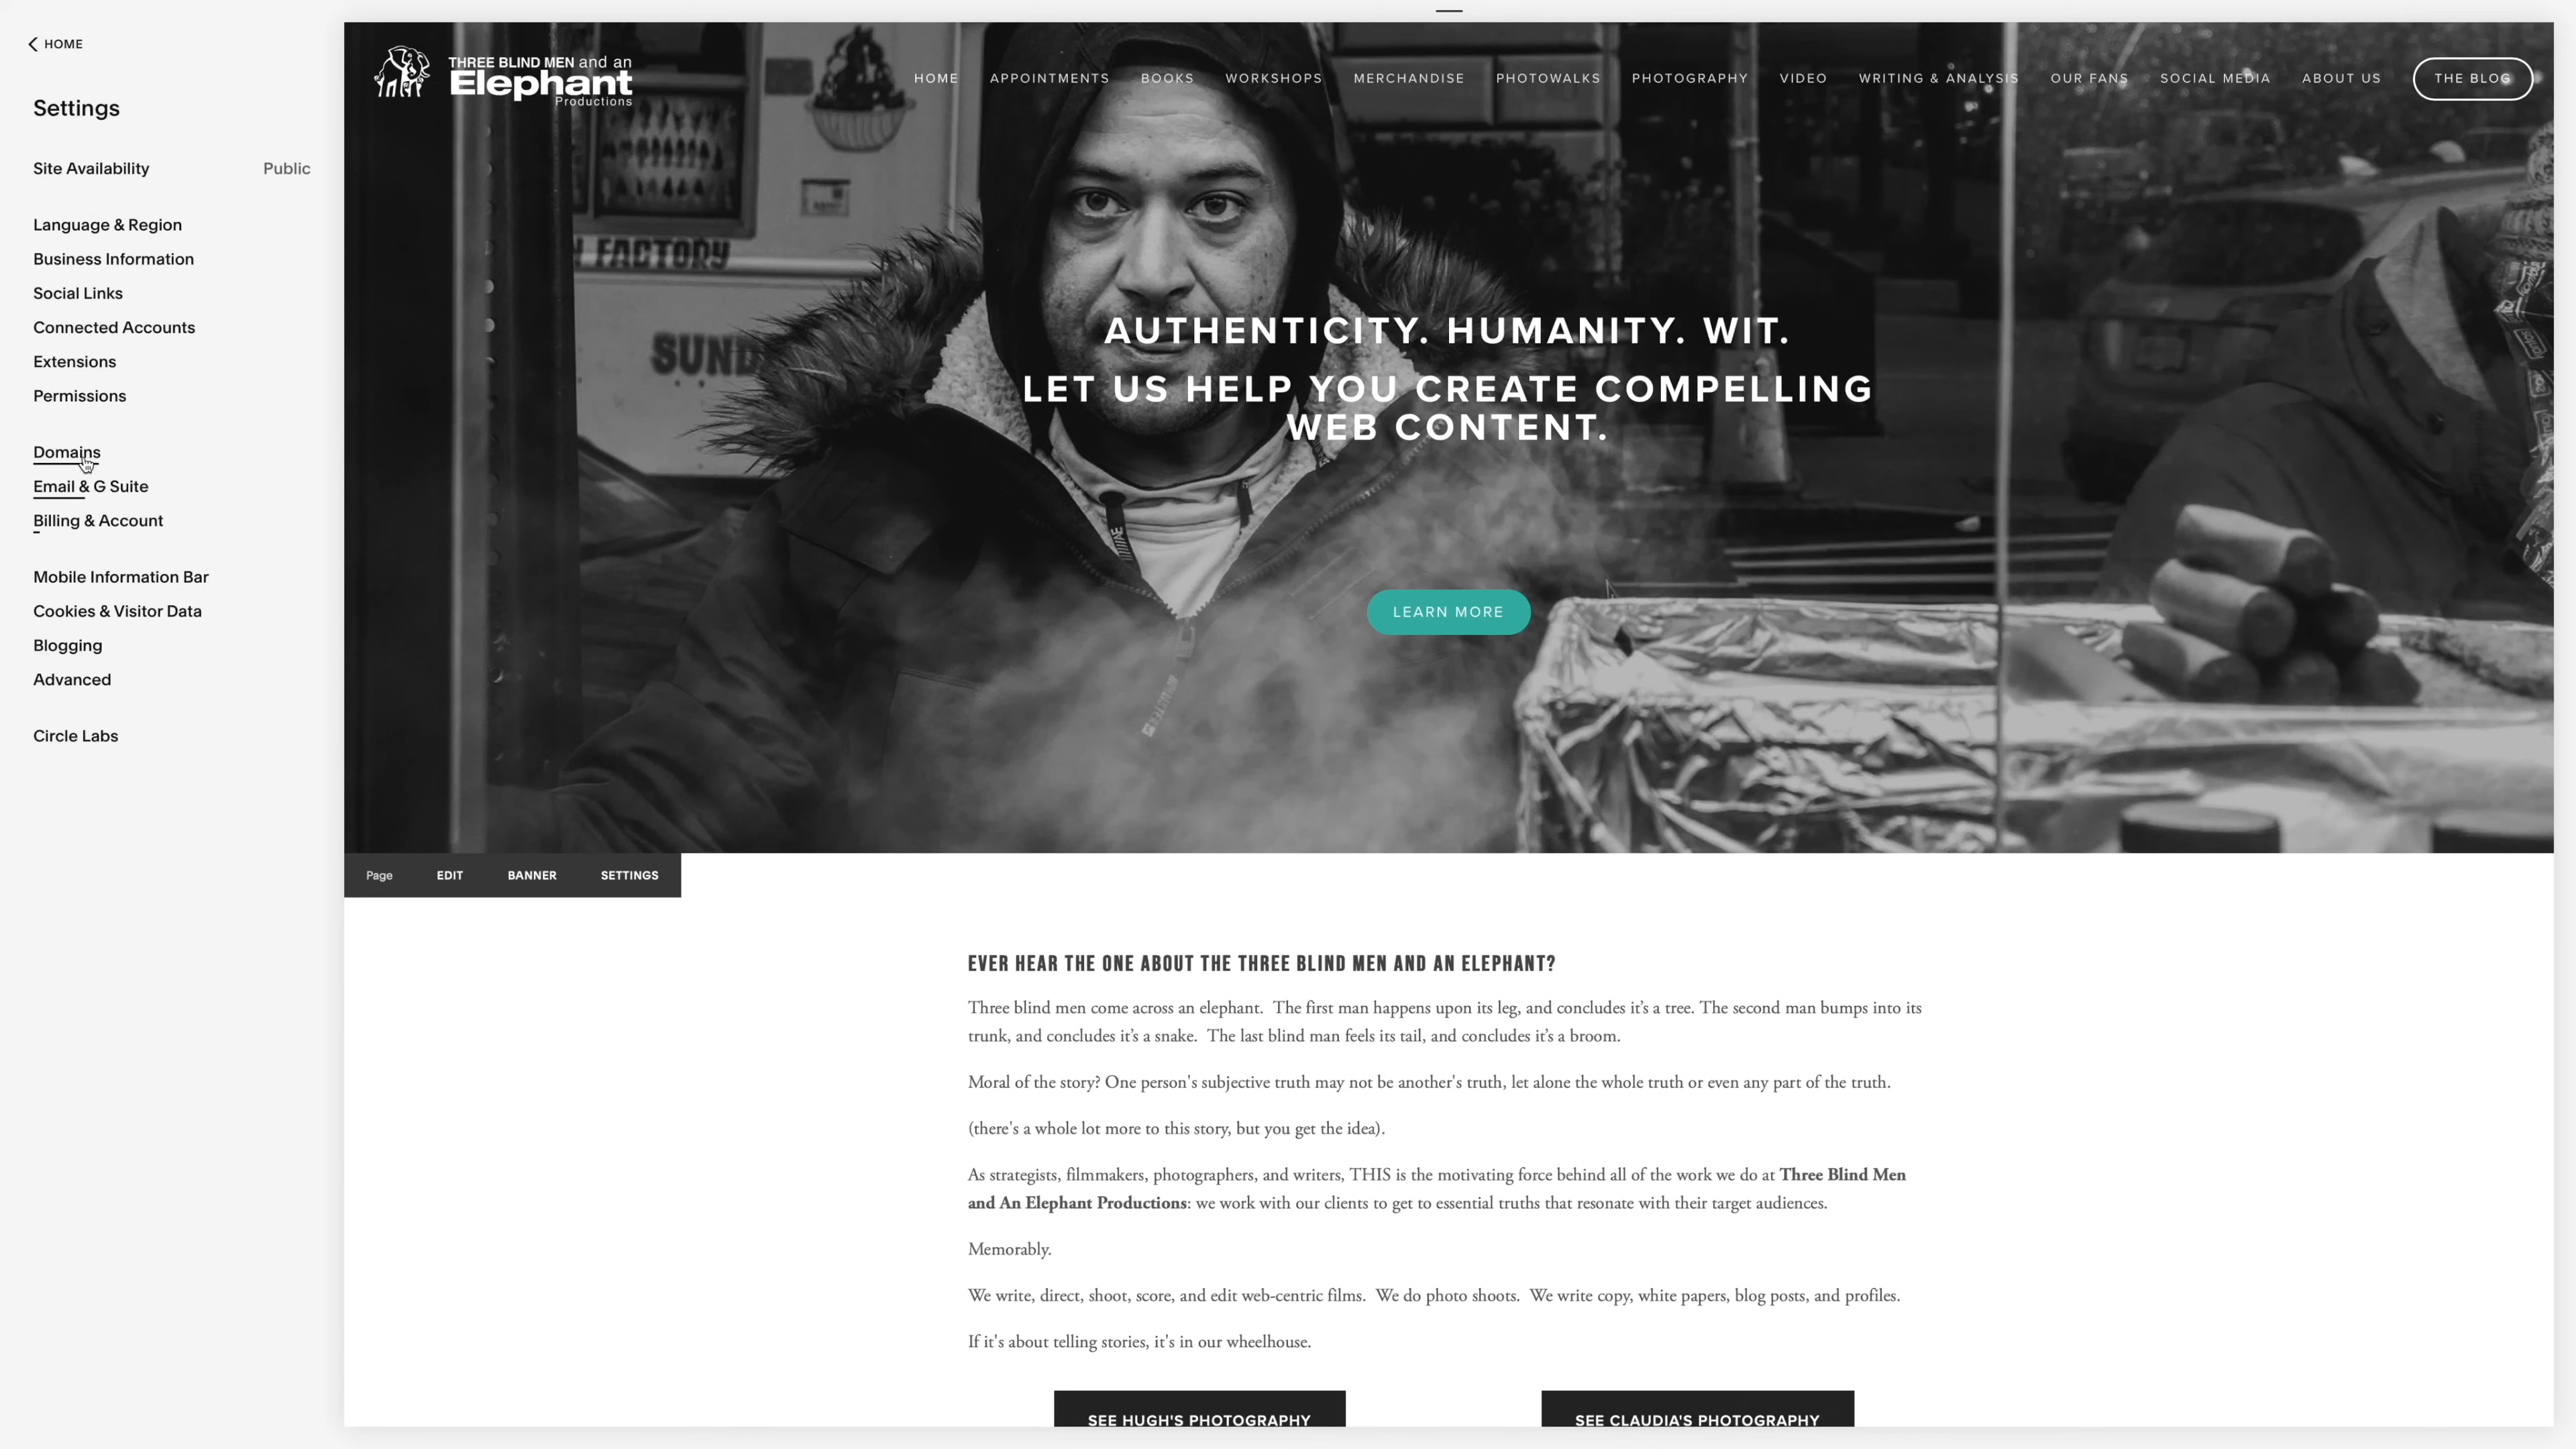 HOME
Settings
Site Availability Public
Language & Region
Business Information
Social Links
Connected Accounts
Extensions
Permissions
Domains
Email & G Suite
Billing & Account
Mobile Information Bar
Cookies & Visitor Data
Blogging
Advanced
Circle Labs
THREE BLIND MEN and an
Elephant
Productions
HOME APPOINTMENTS BOOKS WORKSHOPS MERCHANDISE PHOTOWALKS PHOTOGRAPHY VIDEO WRITING & ANALYSIS OUR FANS SOCIAL MEDIA ABOUT US THE BLOG
FACTORY
SUND
AUTHENTICITY. HUMANITY. WIT.
LET US HELP YOU CREATE COMPELLING
WEB CONTENT.
LEARN MORE
Page EDIT BANNER SETTINGS
EVER HEAR THE ONE ABOUT THE THREE BLIND MEN AND AN ELEPHANT?
Three blind men come across an elephant.  The first man happens upon its leg, and concludes it’s a tree. The second man bumps into its
trunk, and concludes it’s a snake.  The last blind man feels its tail, and concludes it’s a broom.
Moral of the story? One person's subjective truth may not be another's truth, let alone the whole truth or even any part of the truth.
(there's a whole lot more to this story, but you get the idea).
As strategists, filmmakers, photographers, and writers, THIS is the motivating force behind all of the work we do at Three Blind Men
and An Elephant Productions: we work with our clients to get to essential truths that resonate with their target audiences.
Memorably.
We write, direct, shoot, score, and edit web-centric films.  We do photo shoots.  We write copy, white papers, blog posts, and profiles.
If it's about telling stories, it's in our wheelhouse.
SEE HUGH'S PHOTOGRAPHY SEE CLAUDIA'S PHOTOGRAPHY